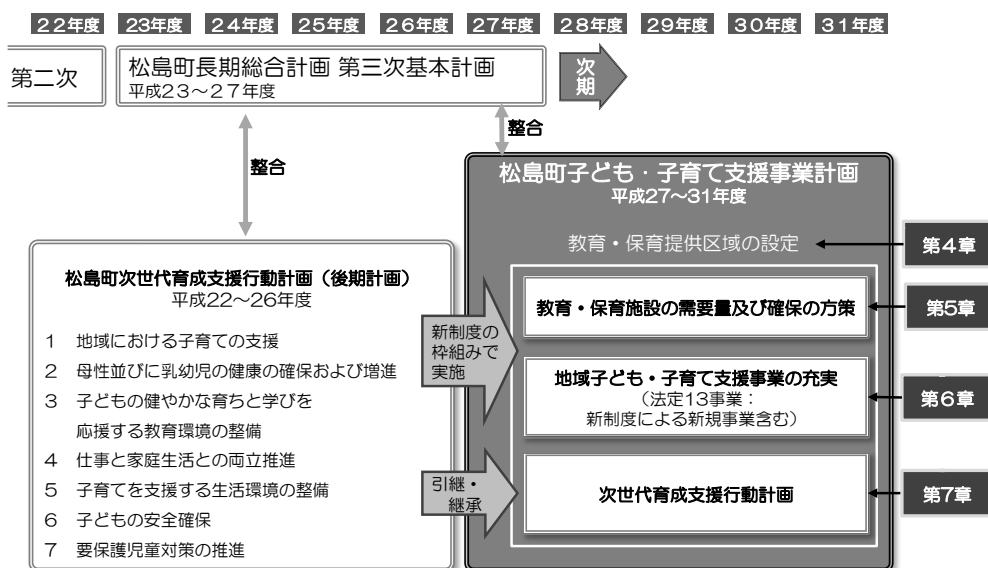 22年度 23年度 24年度 25年度 26年度 27年度 28年度 29年度 30年度 31年度
第二次
松島町長期総合計画 第三次基本計画
平成23～27年度
次期
整合
整合
松島町子ども・子育て支援事業計画
平成27～31年度
教育・保育提供区域の設定
第4章
松島町次世代育成支援行動計画（後期計画）
平成22～26年度
1 地域における子育ての支援
2 母性並びに乳幼児の健康の確保および増進
3 子どもの健やかな育ちと学びを
応援する教育環境の整備
4 仕事と家庭生活との両立推進
5 子育てを支援する生活環境の整備
6 子どもの安全確保
7 要保護児童対策の推進
新制度の
枠組みで
実施
引継・
継承
教育・保育施設の需要量及び確保の方策
第5章
地域子ども・子育て支援事業の充実
（法定13事業：
新制度による新規事業含む）
第6章
次世代育成支援行動計画
第7章